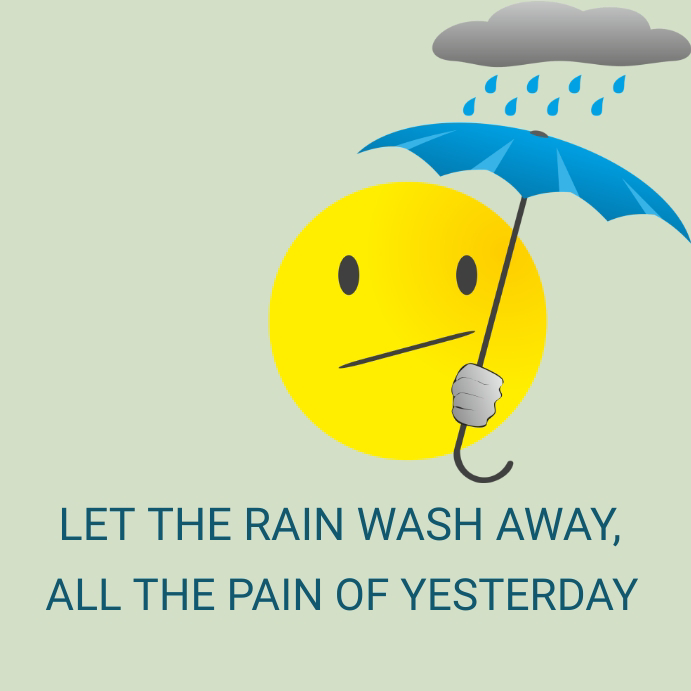 LET THE RAIN WASH AWAY,
ALL THE PAIN OF YESTERDAY